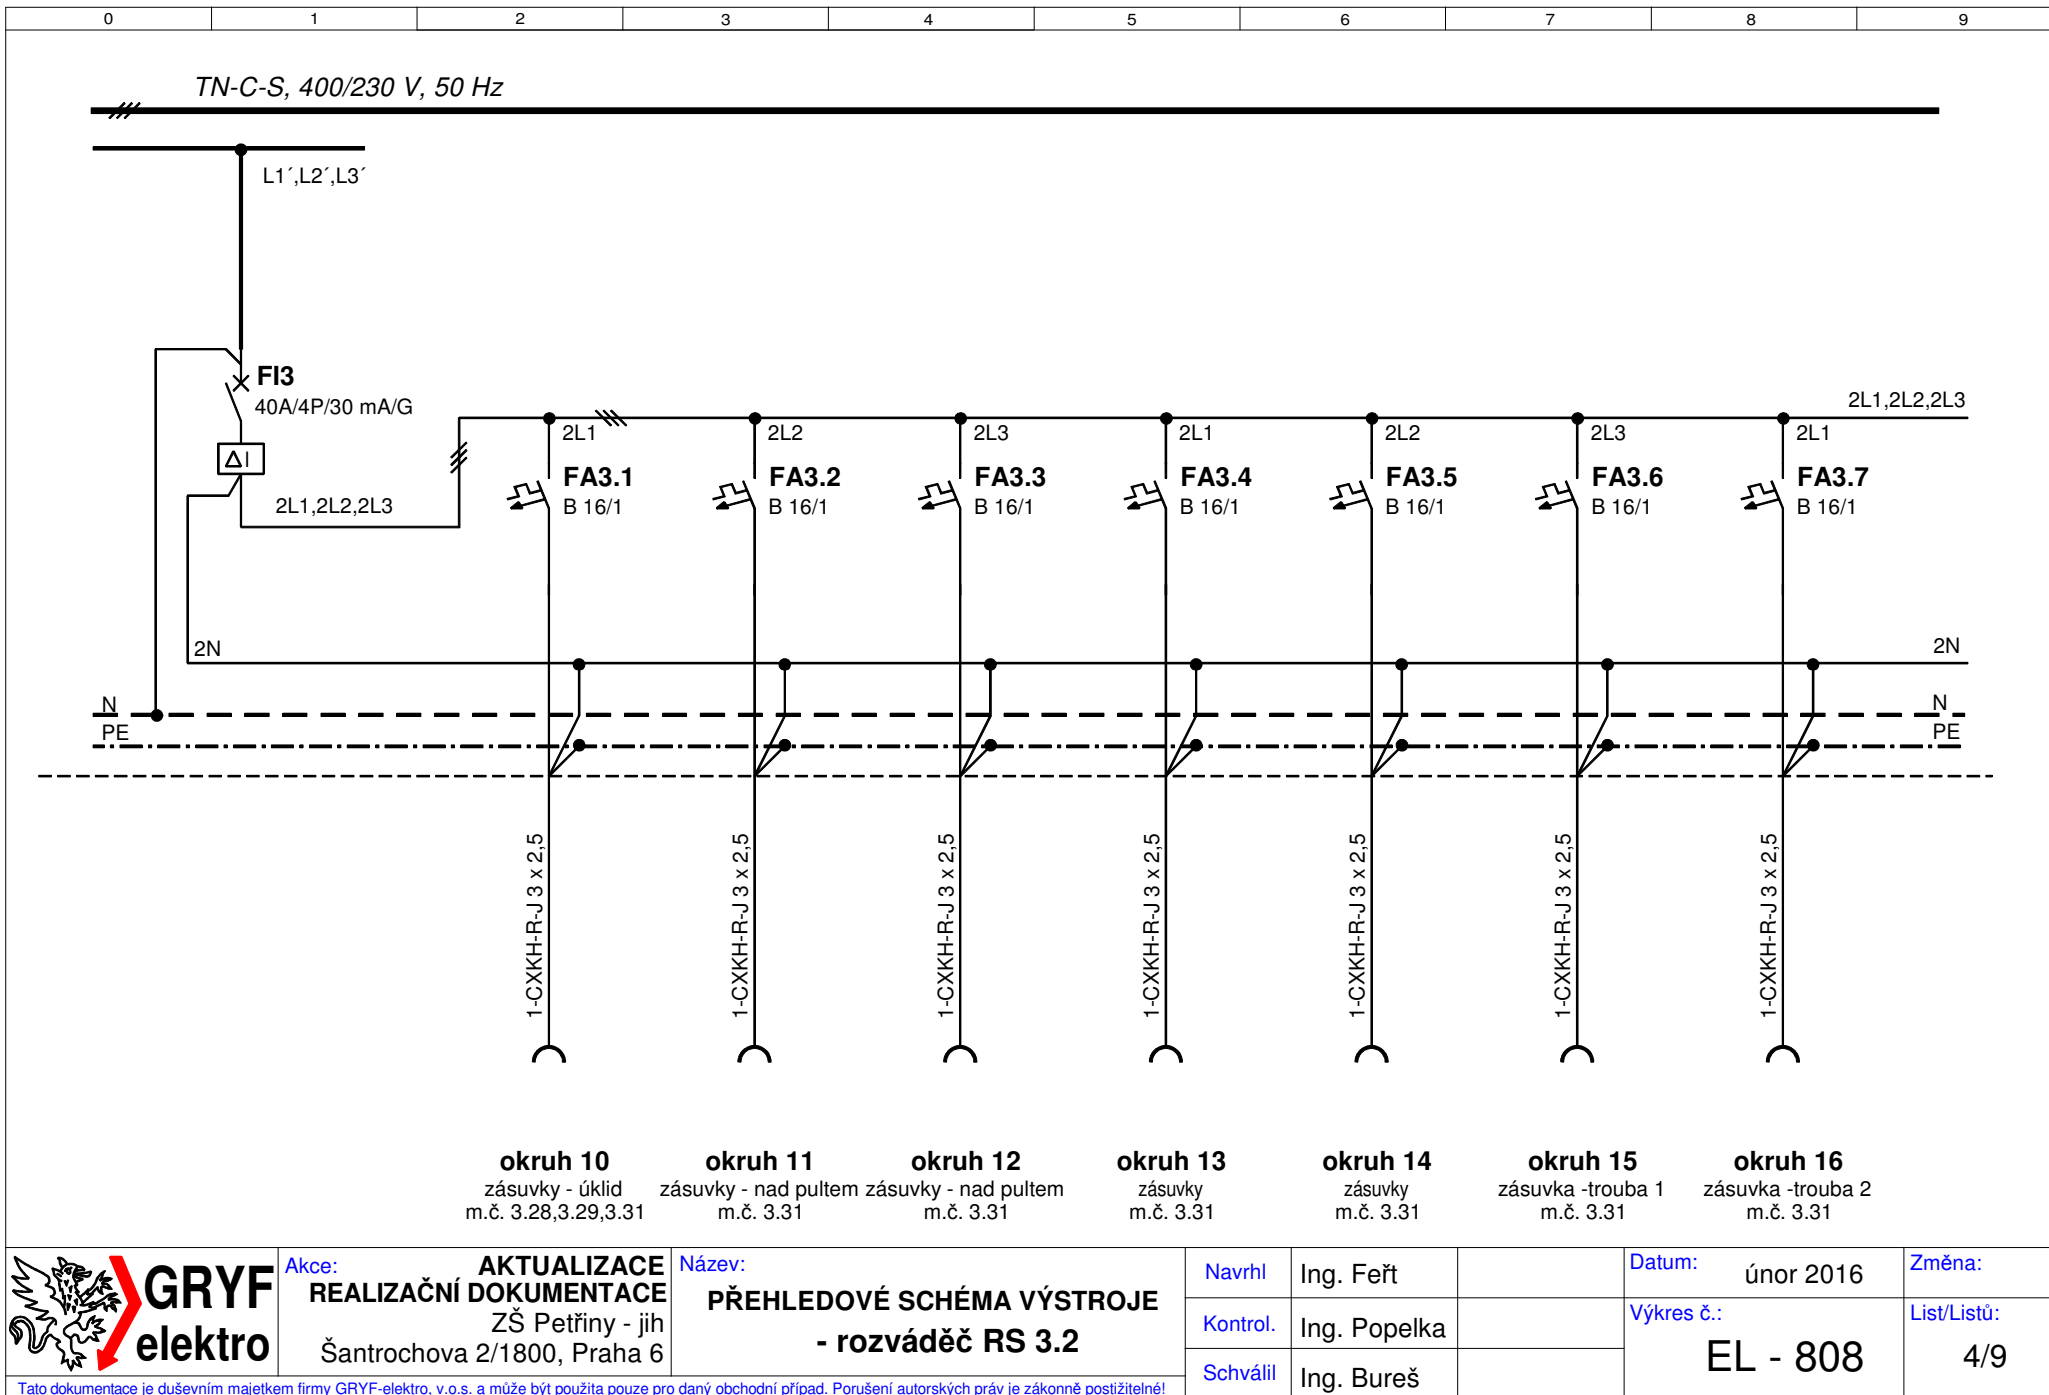 0 1 2 3 4 5 6 7 8 9
TN-C-S, 400/230 V, 50 Hz
L1´,L2´,L3´
FI3
40A/4P/30 mA/G
ΔI
2L1,2L2,2L3
2L1,2L2,2L3
2L1 2L2 2L3 2L1 2L2 2L3 2L1
FA3.1 FA3.2 FA3.3 FA3.4 FA3.5 FA3.6 FA3.7
B 16/1 B 16/1 B 16/1 B 16/1 B 16/1 B 16/1 B 16/1
2N 2N
N N
PE PE
1-CXKH-R-J 3 x 2,5
1-CXKH-R-J 3 x 2,5
1-CXKH-R-J 3 x 2,5
1-CXKH-R-J 3 x 2,5
1-CXKH-R-J 3 x 2,5
1-CXKH-R-J 3 x 2,5
1-CXKH-R-J 3 x 2,5
okruh 10
zásuvky - úklid
m.č. 3.28,3.29,3.31
okruh 11
zásuvky - nad pultem
m.č. 3.31
okruh 12
zásuvky - nad pultem
m.č. 3.31
okruh 13
zásuvky
m.č. 3.31
okruh 14
zásuvky
m.č. 3.31
okruh 15
zásuvka -trouba 1
m.č. 3.31
okruh 16
zásuvka -trouba 2
m.č. 3.31
GRYF
elektro
Akce:
AKTUALIZACE
REALIZAČNÍ DOKUMENTACE
ZŠ Petřiny - jih
Šantrochova 2/1800, Praha 6
Název:
PŘEHLEDOVÉ SCHÉMA VÝSTROJE
- rozváděč RS 3.2
Navrhl Ing. Feřt
Kontrol. Ing. Popelka
Schválil Ing. Bureš
Datum: únor 2016
Výkres č.:
EL - 808
Změna:
List/Listů:
4/9
Tato dokumentace je duševním majetkem firmy GRYF-elektro, v.o.s. a může být použita pouze pro daný obchodní případ. Porušení autorských práv je zákonně postižitelné!